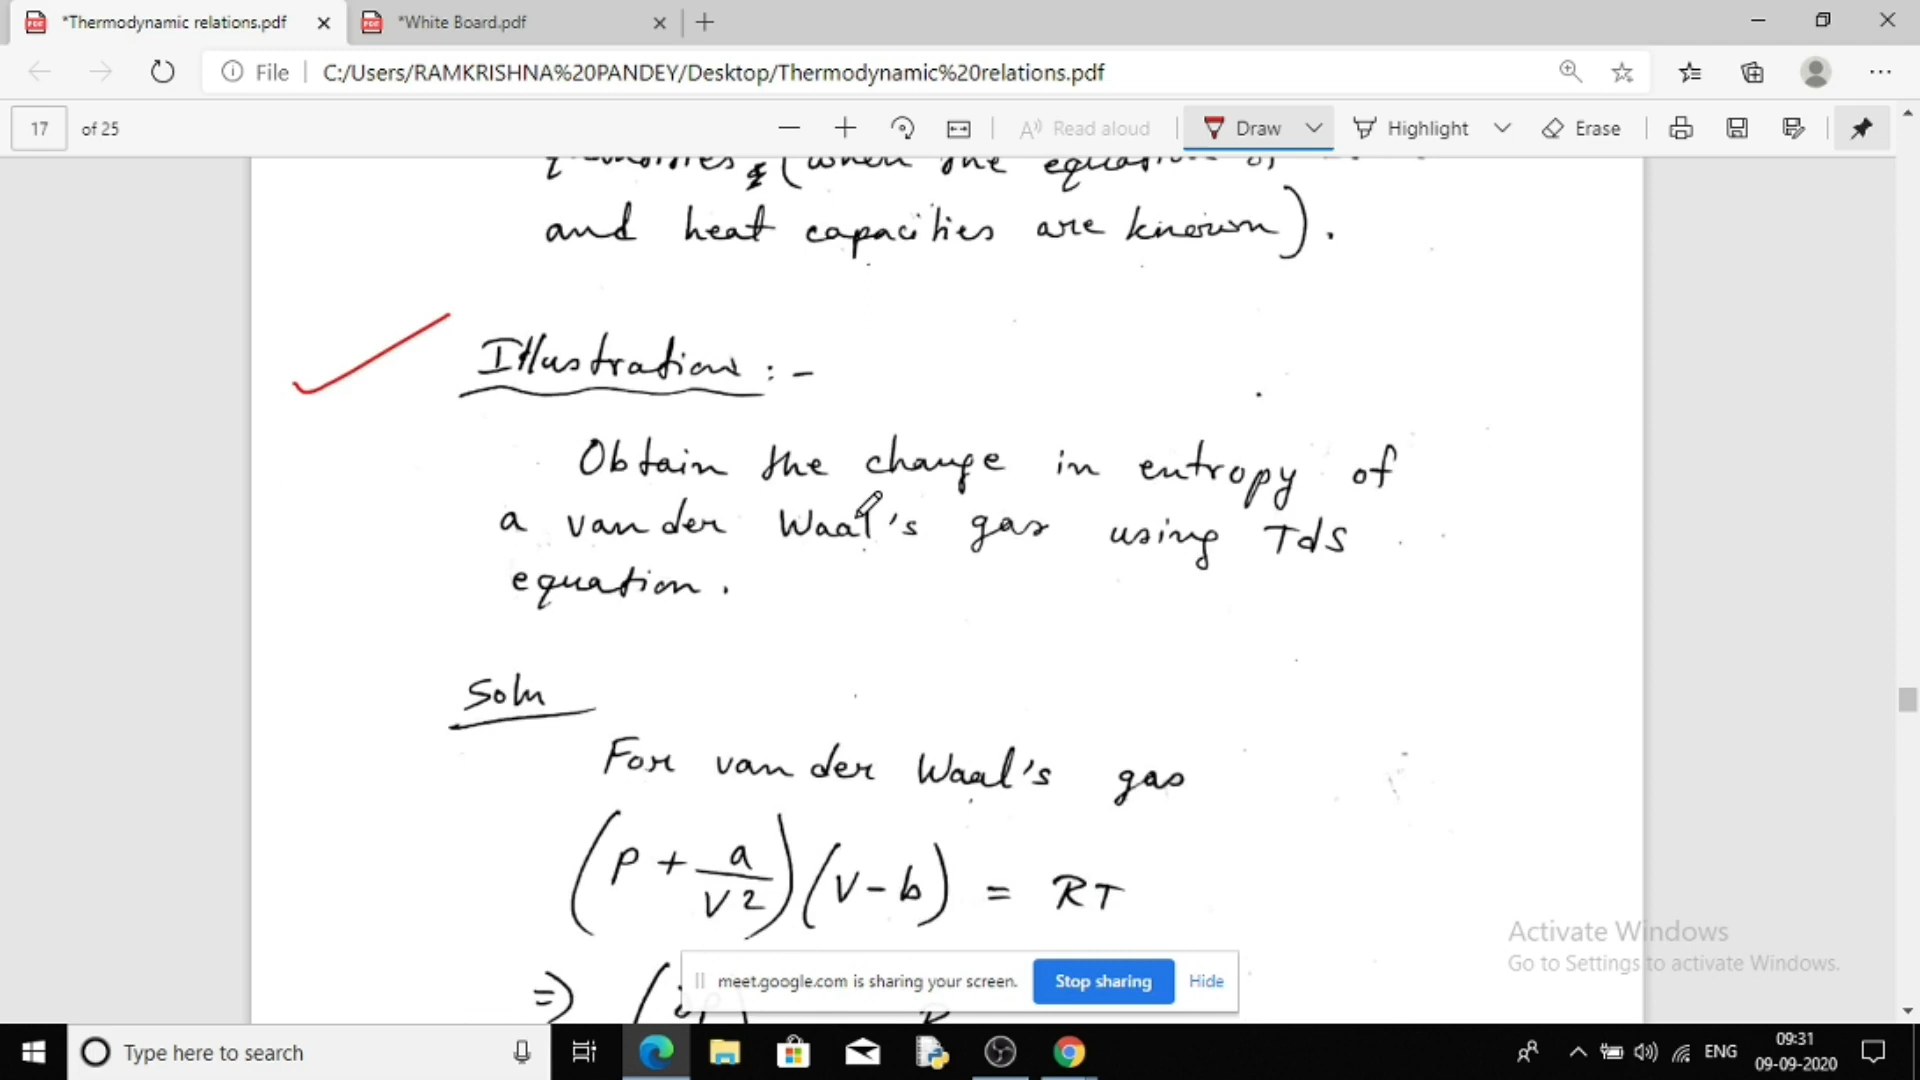 *Thermodynamic relations.pdf
*White Board.pdf
File
C:/Users/RAMKRISHNA%20PANDEY/Desktop/Thermodynamic%20relations.pdf
17 of 25
Read aloud
Draw
Highlight
Erase
(when the
and heat capacities are known).
Illustration :-
Obtain the change in entropy of
a van der Waal's gas using TdS
equation.
Soln
For van der Waal's gas
(P + a/V2)(V-b) = RT
=>
Activate Windows
Go to Settings to activate Windows.
meet.google.com is sharing your screen.
Stop sharing
Hide
Type here to search
ENG
09:31
09-09-2020